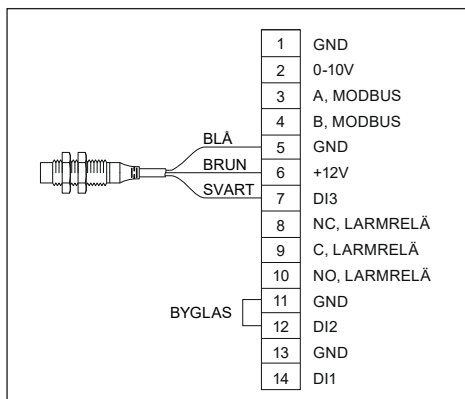 1 GND
2 0-10V
3 A, MODBUS
4 B, MODBUS
BLÅ 5 GND
BRUN 6 +12V
SVART 7 DI3
8 NC, LARMRELÄ
9 C, LARMRELÄ
10 NO, LARMRELÄ
11 GND
BYGLAS
12 DI2
13 GND
14 DI1